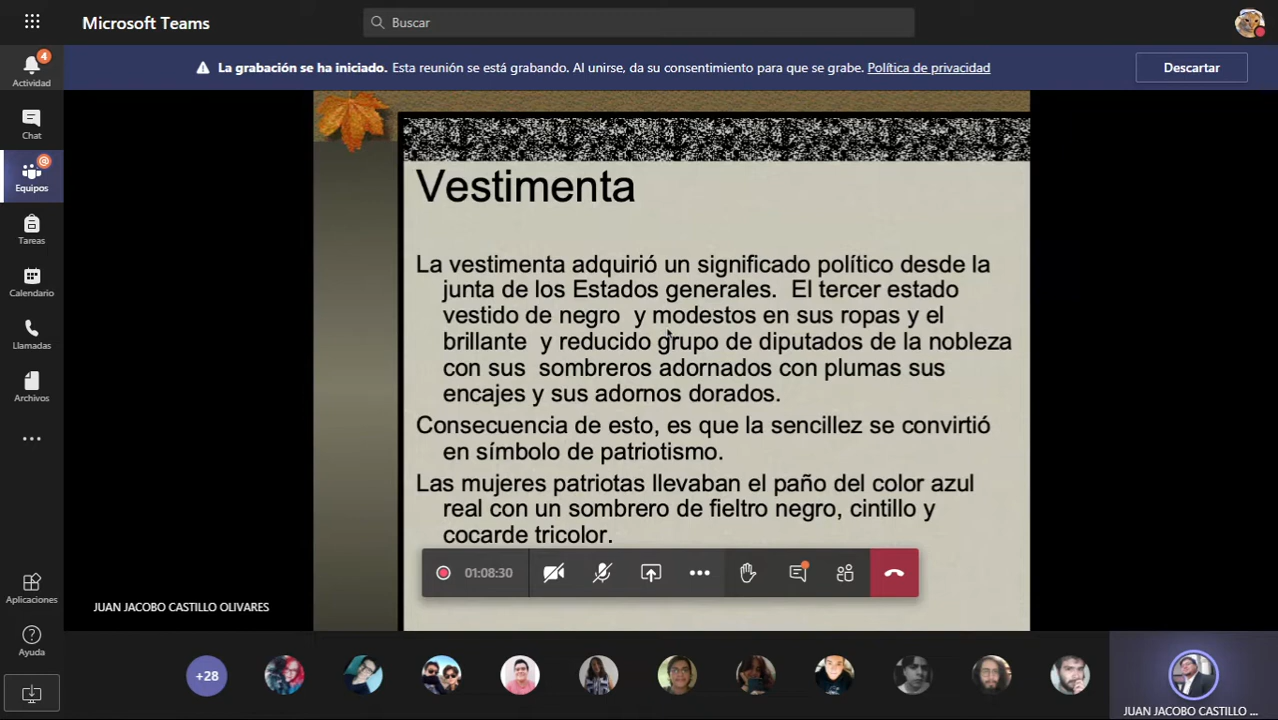 Microsoft Teams
Buscar
4
Actividad
La grabación se ha iniciado. Esta reunión se está grabando. Al unirse, da su consentimiento para que se grabe. Política de privacidad
Descartar
Chat
@
Equipos
Tareas
Calendario
Llamadas
Archivos
Aplicaciones
Ayuda
Vestimenta
La vestimenta adquirió un significado político desde la
junta de los Estados generales. El tercer estado
vestido de negro y modestos en sus ropas y el
brillante y reducido grupo de diputados de la nobleza
con sus sombreros adornados con plumas sus
encajes y sus adornos dorados.
Consecuencia de esto, es que la sencillez se convirtió
en símbolo de patriotismo.
Las mujeres patriotas llevaban el paño del color azul
real con un sombrero de fieltro negro, cintillo y
cocarde tricolor.
01:08:30
JUAN JACOBO CASTILLO OLIVARES
+28
JUAN JACOBO CASTILLO ...